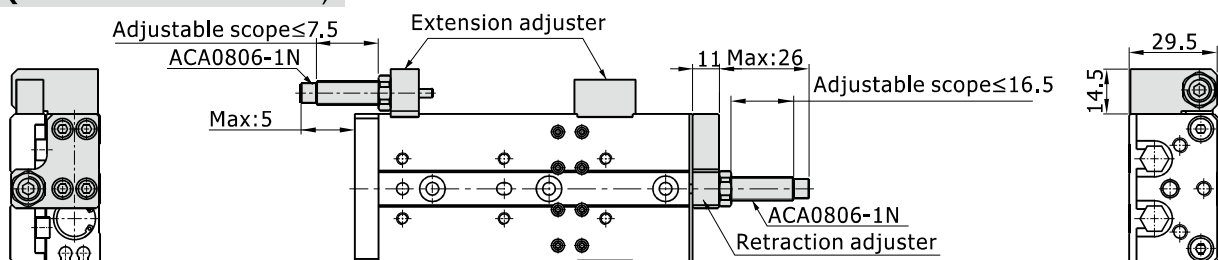 Adjustable scope≤7.5
Extension adjuster
ACA0806-1N
11
Max:26
29.5
Adjustable scope≤16.5
14.5
Max:5
ACA0806-1N
Retraction adjuster